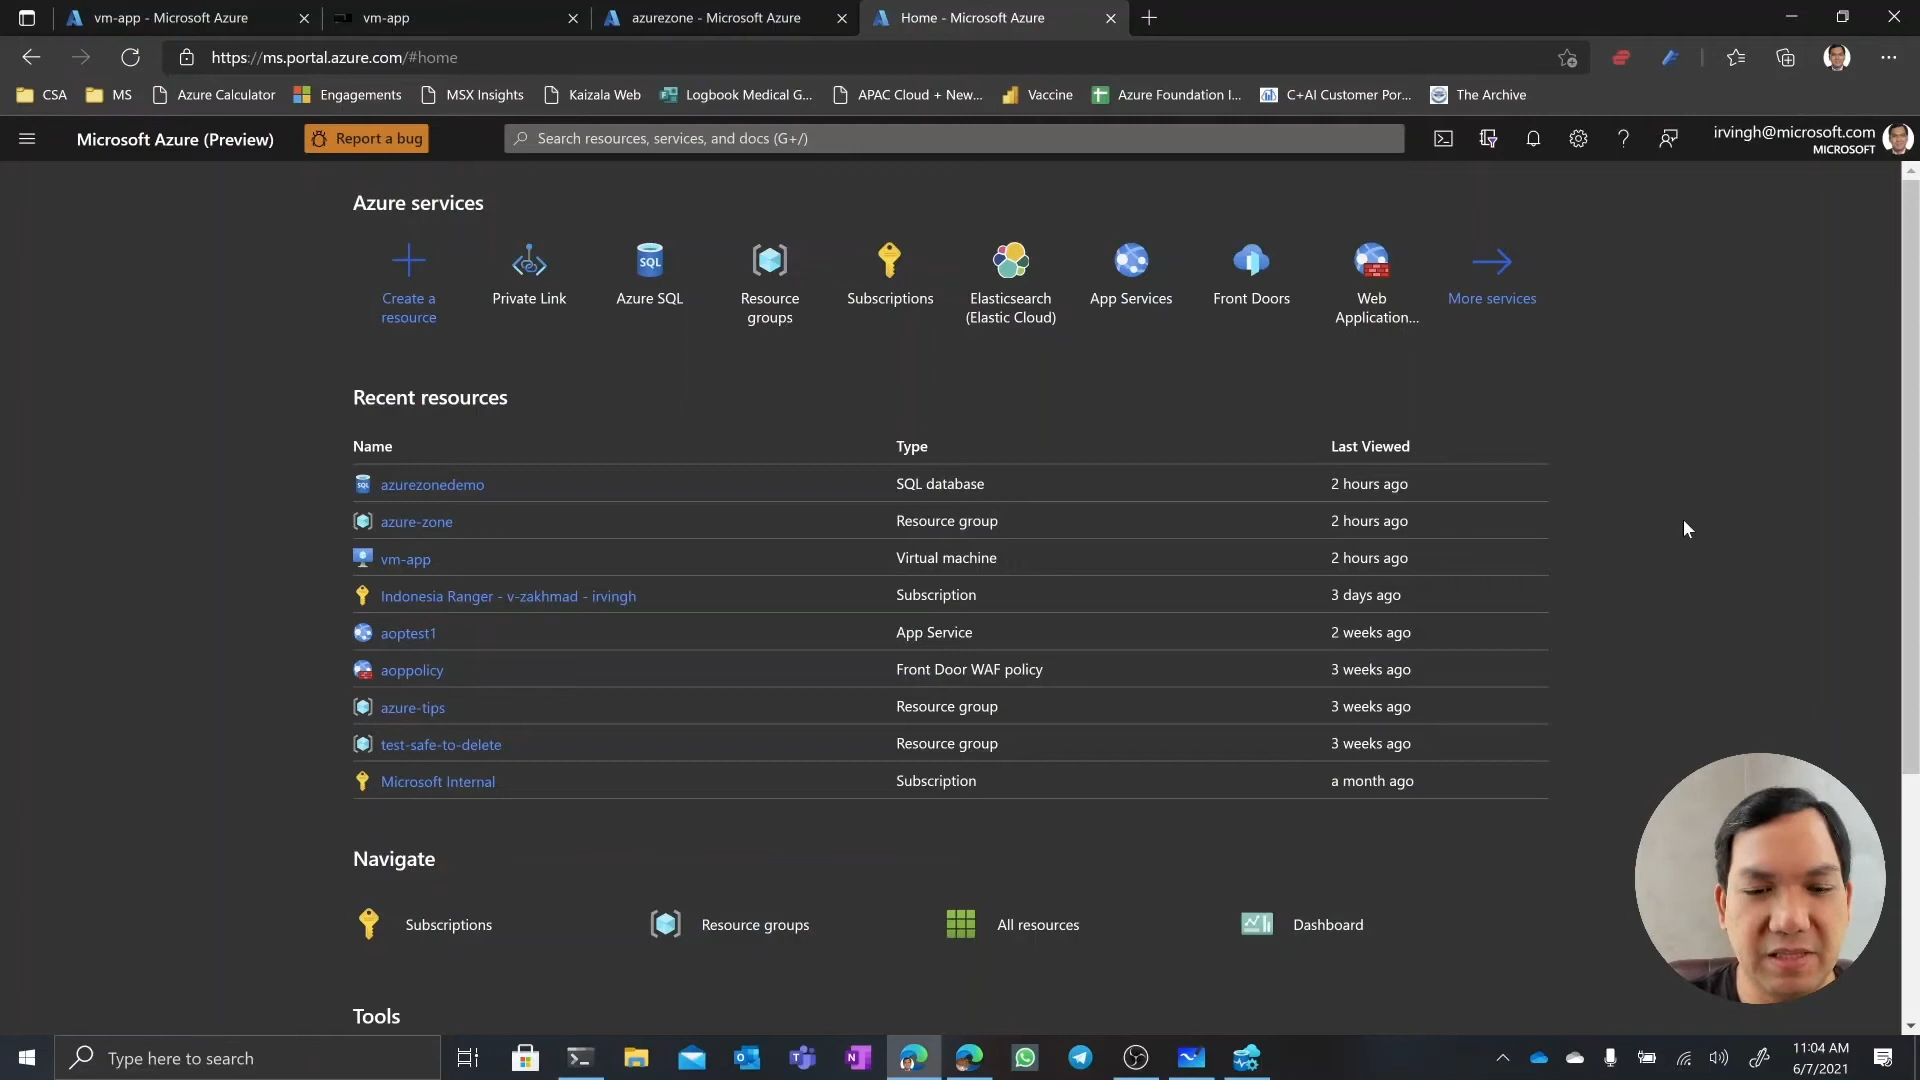 vm-app - Microsoft Azure
vm-app
azurezone - Microsoft Azure
Home - Microsoft Azure
https://ms.portal.azure.com/#home
CSA
MS
Azure Calculator
Engagements
MSX Insights
Kaizala Web
Logbook Medical G...
APAC Cloud + New...
Vaccine
Azure Foundation I...
C+AI Customer Por...
The Archive
Microsoft Azure (Preview)
Report a bug
Search resources, services, and docs (G+/)
irvingh@microsoft.com
MICROSOFT
Azure services
Create a
resource
Private Link
SQL
Azure SQL
Resource
groups
Subscriptions
Elasticsearch
(Elastic Cloud)
App Services
Front Doors
Web
Application...
More services
Recent resources
Name Type Last Viewed
azurezonedemo SQL database 2 hours ago
azure-zone Resource group 2 hours ago
vm-app Virtual machine 2 hours ago
Indonesia Ranger - v-zakhmad - irvingh Subscription 3 days ago
aoptest1 App Service 2 weeks ago
aoppolicy Front Door WAF policy 3 weeks ago
azure-tips Resource group 3 weeks ago
test-safe-to-delete Resource group 3 weeks ago
Microsoft Internal Subscription a month ago
Navigate
Subscriptions
Resource groups
All resources
Dashboard
Tools
Type here to search
11:04 AM
6/7/2021